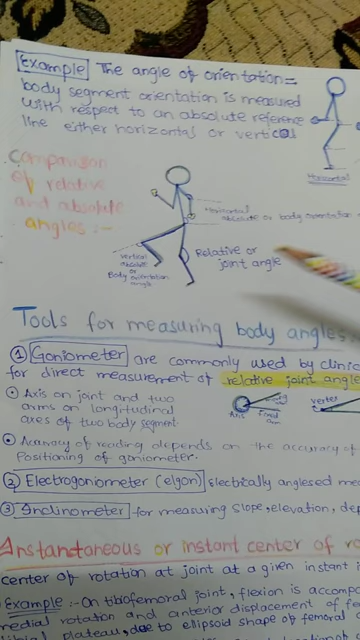 Example The angle of orientation=
body segment orientation is measured
with respect to an absolute reference
line either horizontal or vertical
Horizontal
Comparison
of relative
and absolute
angles:-
Horizontal
absolute or body orientation
Vertical
absolute
or
Body orientation
angle
Relative or
joint angle
Tools for measuring body angles
① Goniometer are commonly used by clinic
for direct measurement of relative joint angle
⊙ Axis on joint and two
arms on longitudinal
axes of two body segment
Axis
Fixed
arm
Vertex
⊙ Accuracy of reading depends on the accuracy of
Positioning of goniometer.
② Electrogoniometer (elgon) electrically
③ Inclinometer for measuring slope, elevation, dep
Instantaneous or instant center of ro
center of rotation at joint at a given instant i
Example :- On tibiofemoral joint, flexion is accompa
medial rotation and anterior displacement of fe
plateau, due to ellipsoid shape of femoral